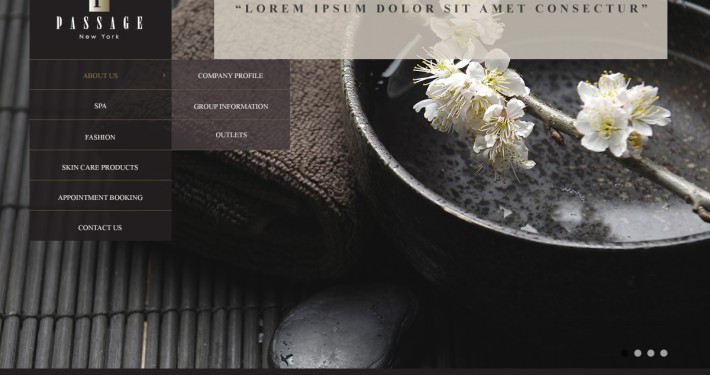 “LOREM IPSUM DOLOR SIT AMET CONSECTUR”
PASSAGE
New York
ABOUT US
COMPANY PROFILE
SPA
GROUP INFORMATION
FASHION
OUTLETS
SKIN CARE PRODUCTS
APPOINTMENT BOOKING
CONTACT US